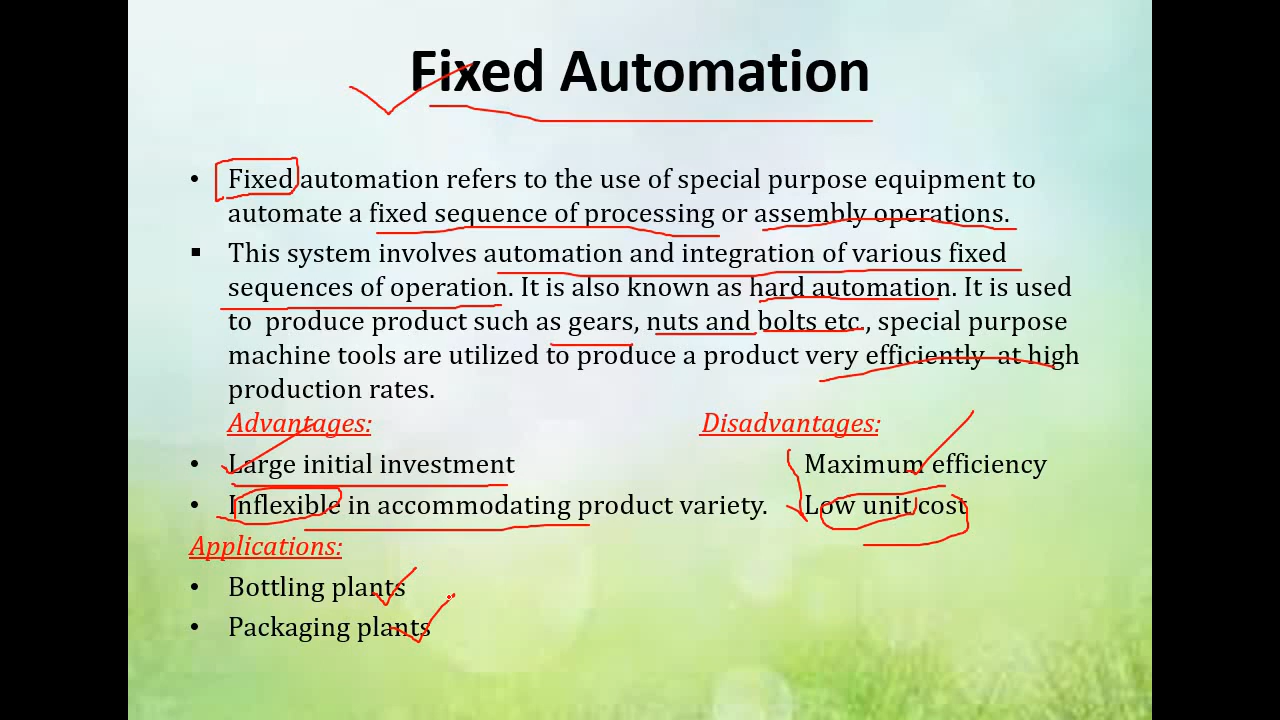 Fixed Automation
• Fixed automation refers to the use of special purpose equipment to
automate a fixed sequence of processing or assembly operations.
▪ This system involves automation and integration of various fixed
sequences of operation. It is also known as hard automation. It is used
to produce product such as gears, nuts and bolts etc., special purpose
machine tools are utilized to produce a product very efficiently at high
production rates.
Advantages: Disadvantages:
• Large initial investment Maximum efficiency
• Inflexible in accommodating product variety. Low unit cost
Applications:
• Bottling plants
• Packaging plants